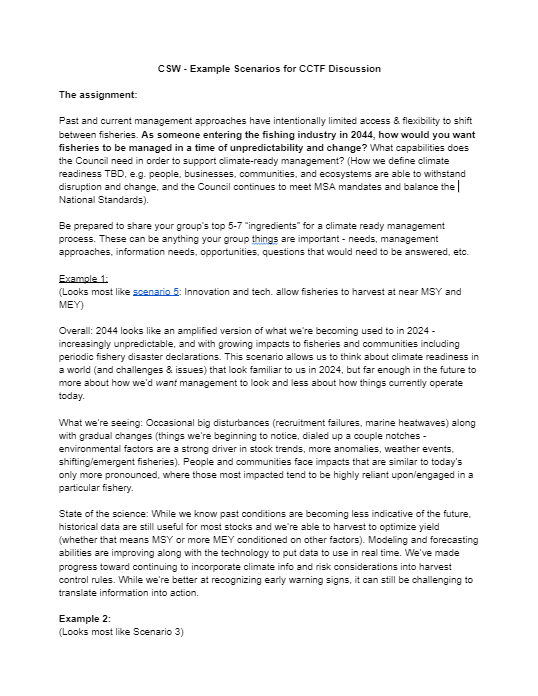 CSW - Example Scenarios for CCTF Discussion
The assignment:
Past and current management approaches have intentionally limited access & flexibility to shift
between fisheries. As someone entering the fishing industry in 2044, how would you want
fisheries to be managed in a time of unpredictability and change? What capabilities does
the Council need in order to support climate-ready management? (How we define climate
readiness TBD, e.g. people, businesses, communities, and ecosystems are able to withstand
disruption and change, and the Council continues to meet MSA mandates and balance the
National Standards).
Be prepared to share your group's top 5-7 "ingredients" for a climate ready management
process. These can be anything your group things are important - needs, management
approaches, information needs, opportunities, questions that would need to be answered, etc.
Example 1:
(Looks most like scenario 5: Innovation and tech. allow fisheries to harvest at near MSY and
MEY)
Overall: 2044 looks like an amplified version of what we're becoming used to in 2024 -
increasingly unpredictable, and with growing impacts to fisheries and communities including
periodic fishery disaster declarations. This scenario allows us to think about climate readiness in
a world (and challenges & issues) that look familiar to us in 2024, but far enough in the future to
more about how we'd want management to look and less about how things currently operate
today.
What we're seeing: Occasional big disturbances (recruitment failures, marine heatwaves) along
with gradual changes (things we're beginning to notice, dialed up a couple notches -
environmental factors are a strong driver in stock trends, more anomalies, weather events,
shifting/emergent fisheries). People and communities face impacts that are similar to today's
only more pronounced, where those most impacted tend to be highly reliant upon/engaged in a
particular fishery.
State of the science: While we know past conditions are becoming less indicative of the future,
historical data are still useful for most stocks and we're able to harvest to optimize yield
(whether that means MSY or more MEY conditioned on other factors). Modeling and forecasting
abilities are improving along with the technology to put data to use in real time. We've made
progress toward continuing to incorporate climate info and risk considerations into harvest
control rules. While we're better at recognizing early warning signs, it can still be challenging to
translate information into action.
Example 2:
(Looks most like Scenario 3)